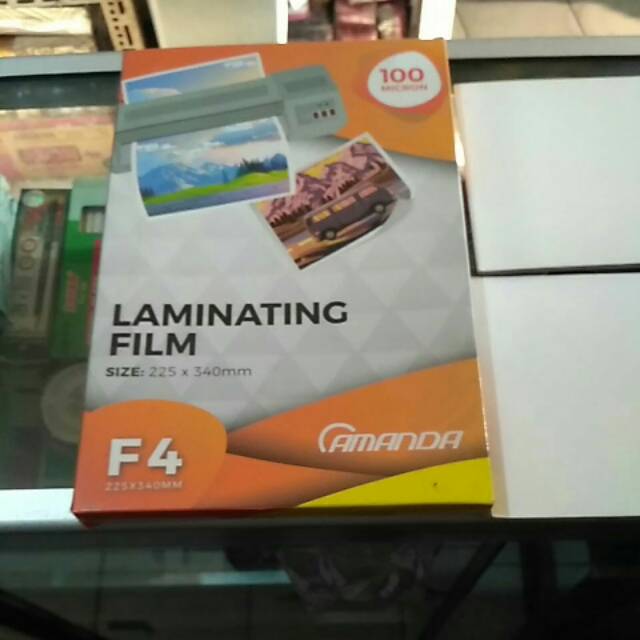 100
MICRON
LAMINATING
FILM
SIZE: 225 x 340mm
F4
225X340MM
AMANDA